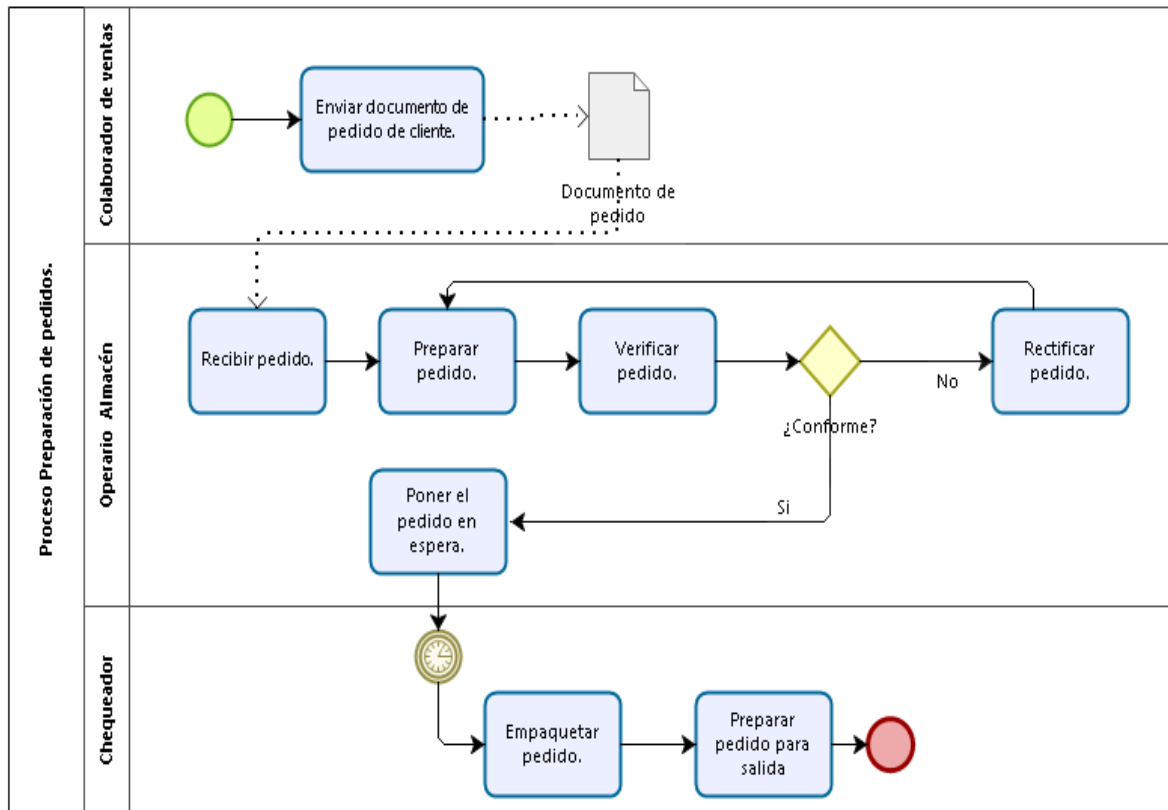 Proceso Preparación de pedidos.
Colaborador de ventas
Enviar documento de
pedido de cliente.
Documento de
pedido
Operario Almacén
Recibir pedido.
Preparar
pedido.
Verificar
pedido.
¿Conforme?
No
Rectificar
pedido.
Si
Poner el
pedido en
espera.
Chequeador
Empaquetar
pedido.
Preparar
pedido para
salida